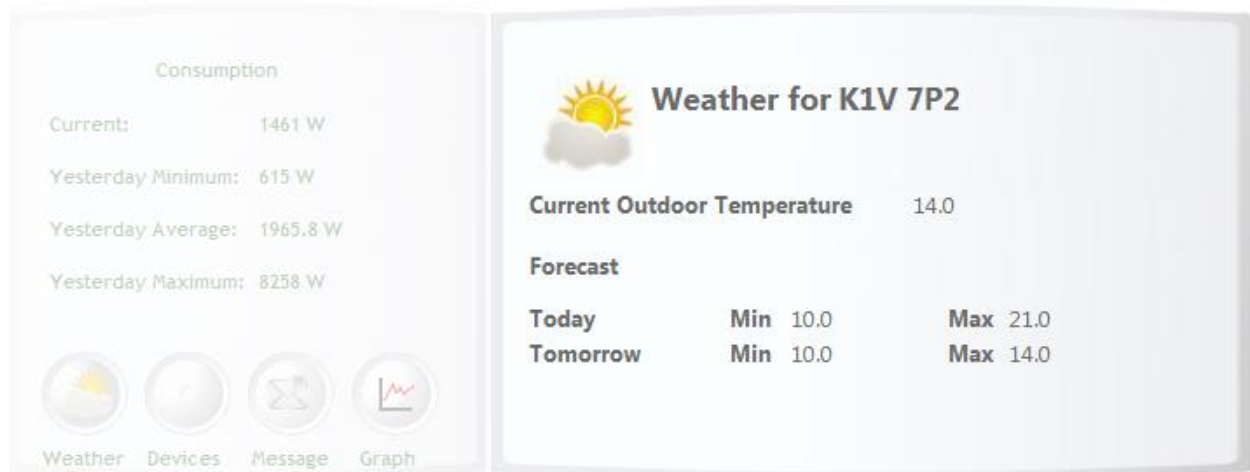 Consumption
Current: 1461 W
Yesterday Minimum: 615 W
Yesterday Average: 1965.8 W
Yesterday Maximum: 8258 W
Weather Devices Message Graph
Weather for K1V 7P2
Current Outdoor Temperature 14.0
Forecast
Today Min 10.0 Max 21.0
Tomorrow Min 10.0 Max 14.0